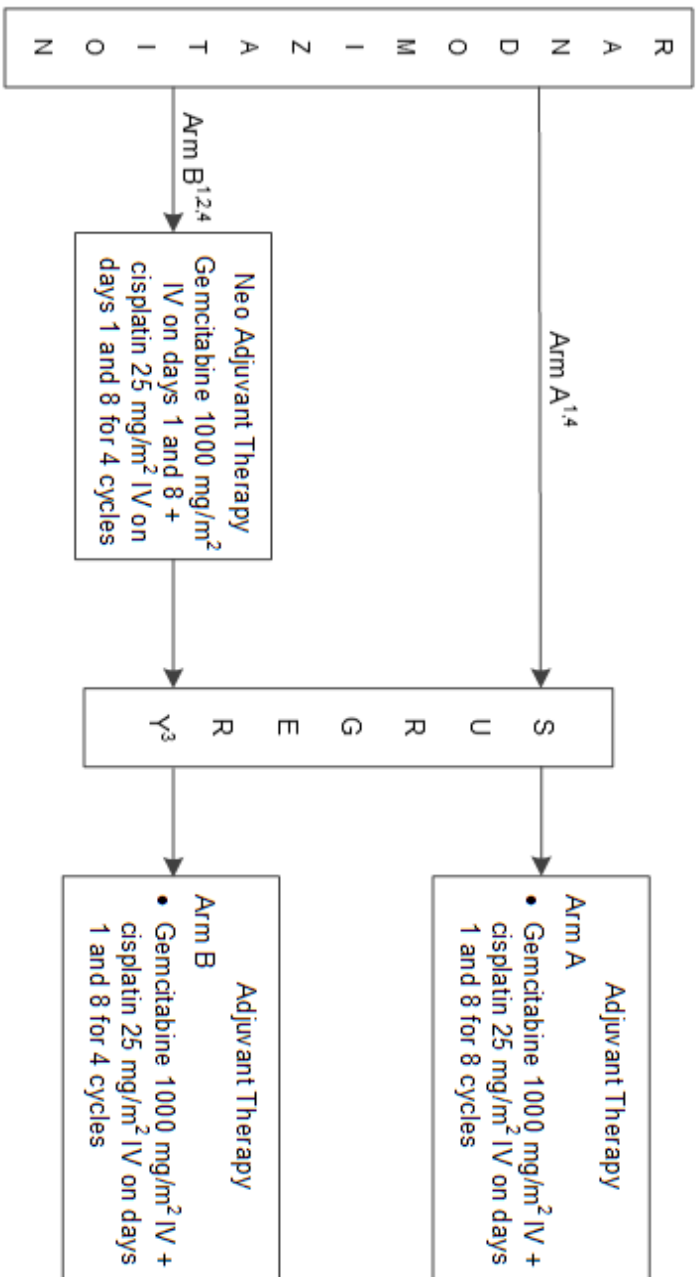 R A N D O M I Z A T I O N
Arm A1,4
Arm B1,2,4
Neo Adjuvant Therapy
Gemcitabine 1000 mg/m2
IV on days 1 and 8 +
cisplatin 25 mg/m2 IV on
days 1 and 8 for 4 cycles
S U R G E R Y3
Adjuvant Therapy
Arm A
• Gemcitabine 1000 mg/m2 IV +
cisplatin 25 mg/m2 IV on days
1 and 8 for 8 cycles
Adjuvant Therapy
Arm B
• Gemcitabine 1000 mg/m2 IV +
cisplatin 25 mg/m2 IV on days
1 and 8 for 4 cycles